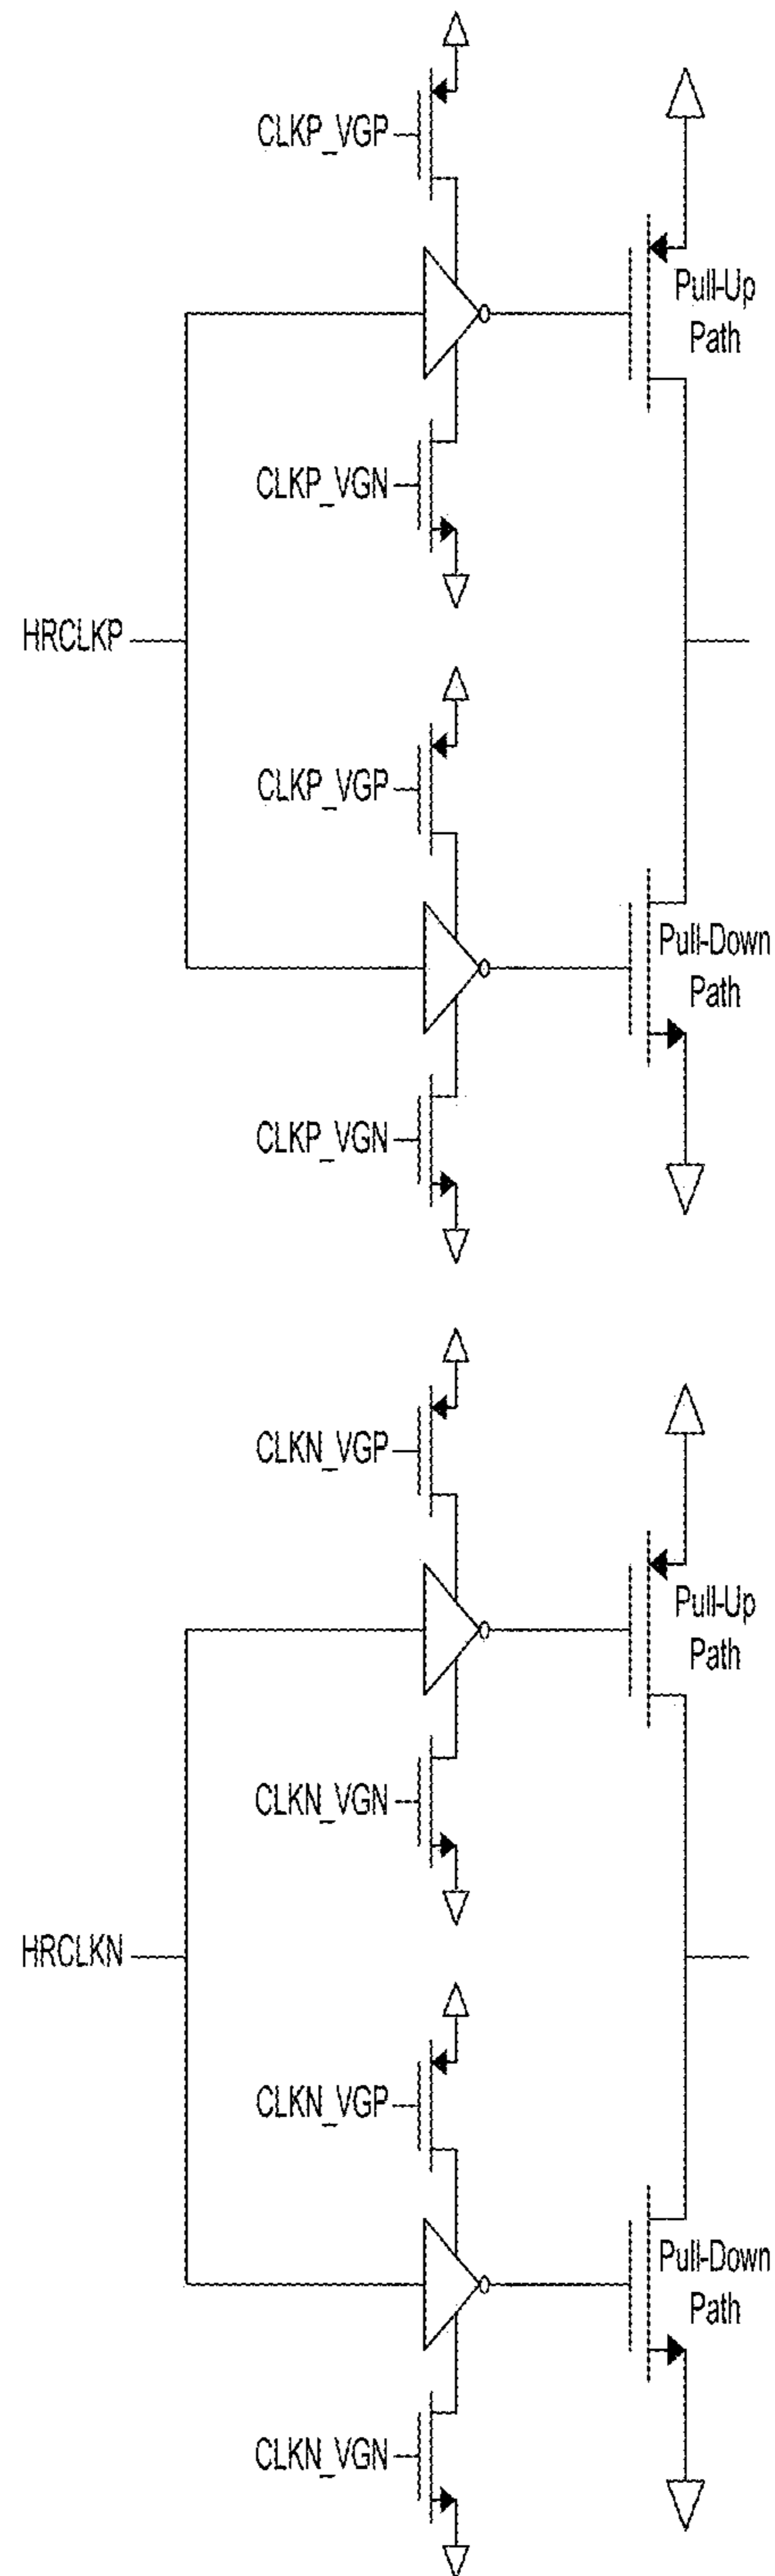 CLKP_VGP
Pull-Up
Path
CLKP_VGN
HRCLKP
CLKP_VGP
Pull-Down
Path
CLKP_VGN
CLKN_VGP
Pull-Up
Path
CLKN_VGN
HRCLKN
CLKN_VGP
Pull-Down
Path
CLKN_VGN